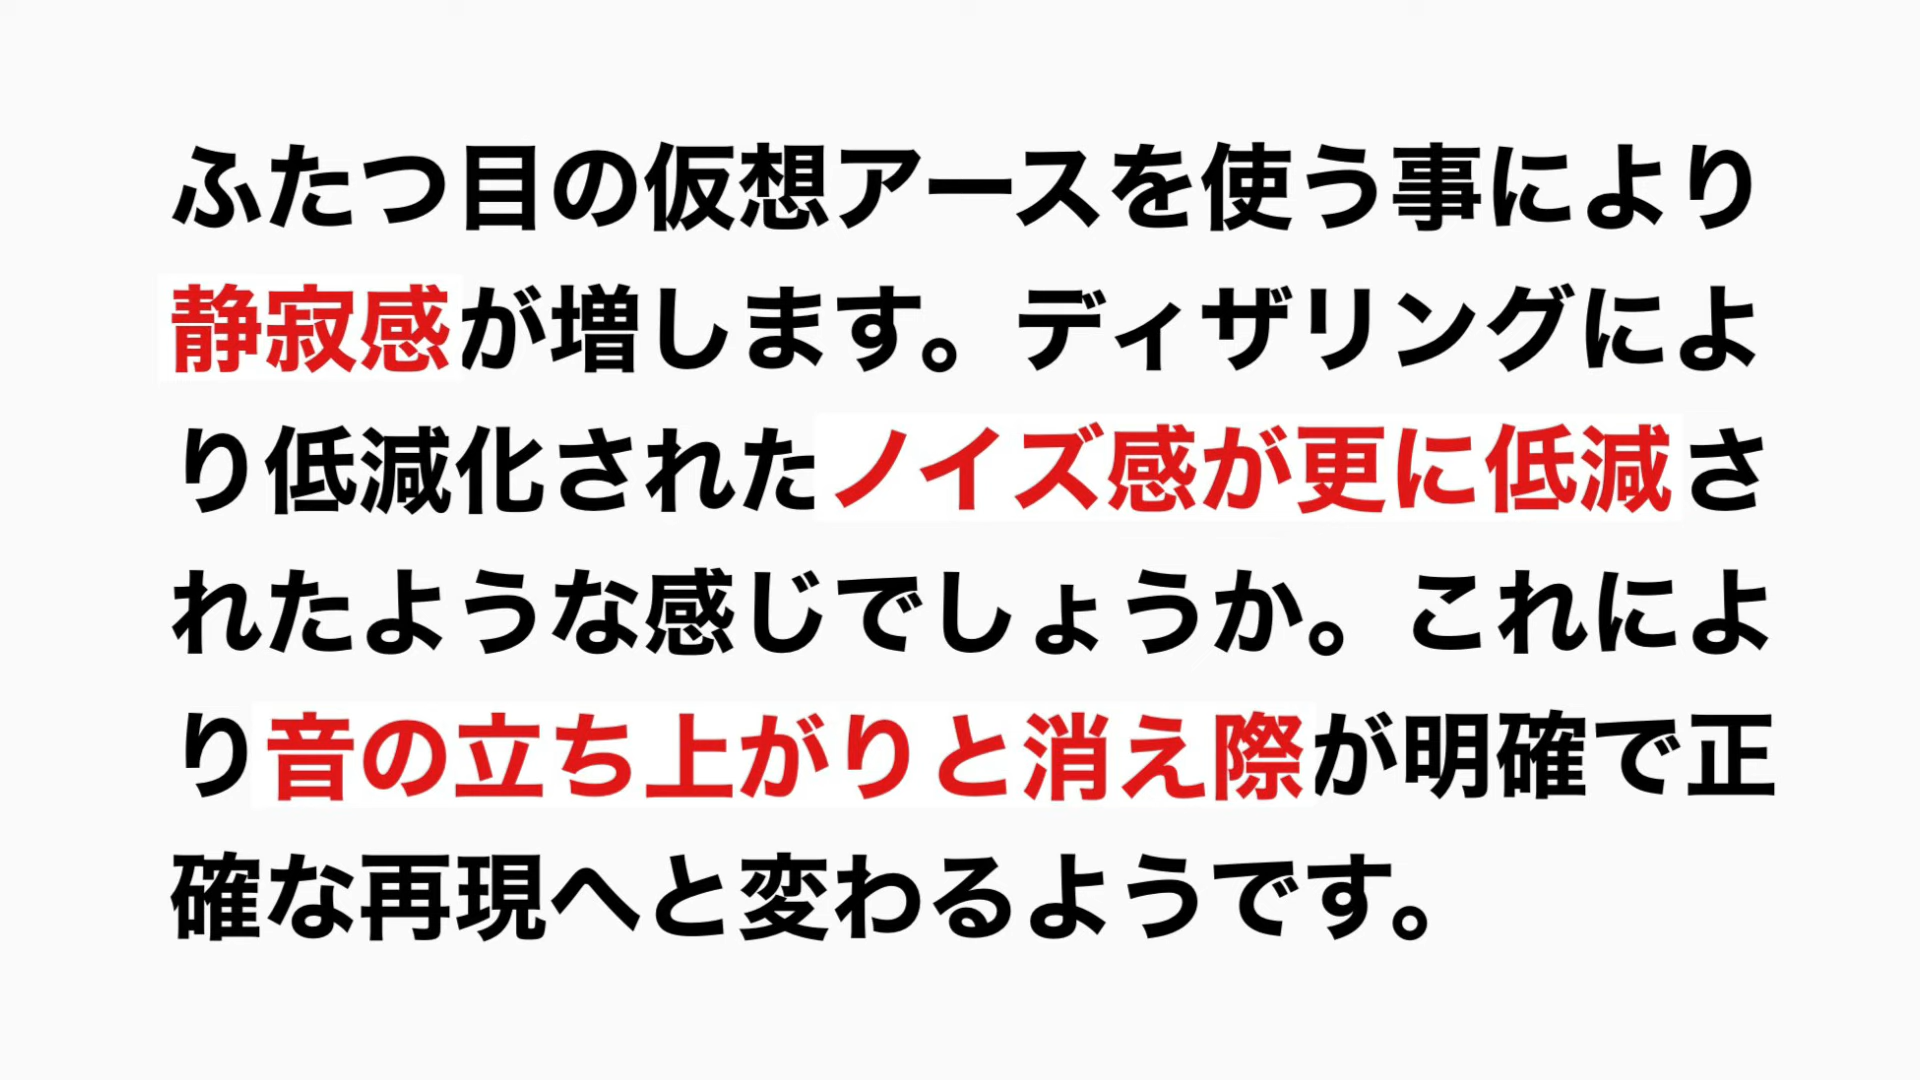 ふたつ目の仮想アースを使う事により
静寂感が増します。ディザリングによ
り低減化されたノイズ感が更に低減さ
れたような感じでしょうか。これによ
り音の立ち上がりと消え際が明確で正
確な再現へと変わるようです。